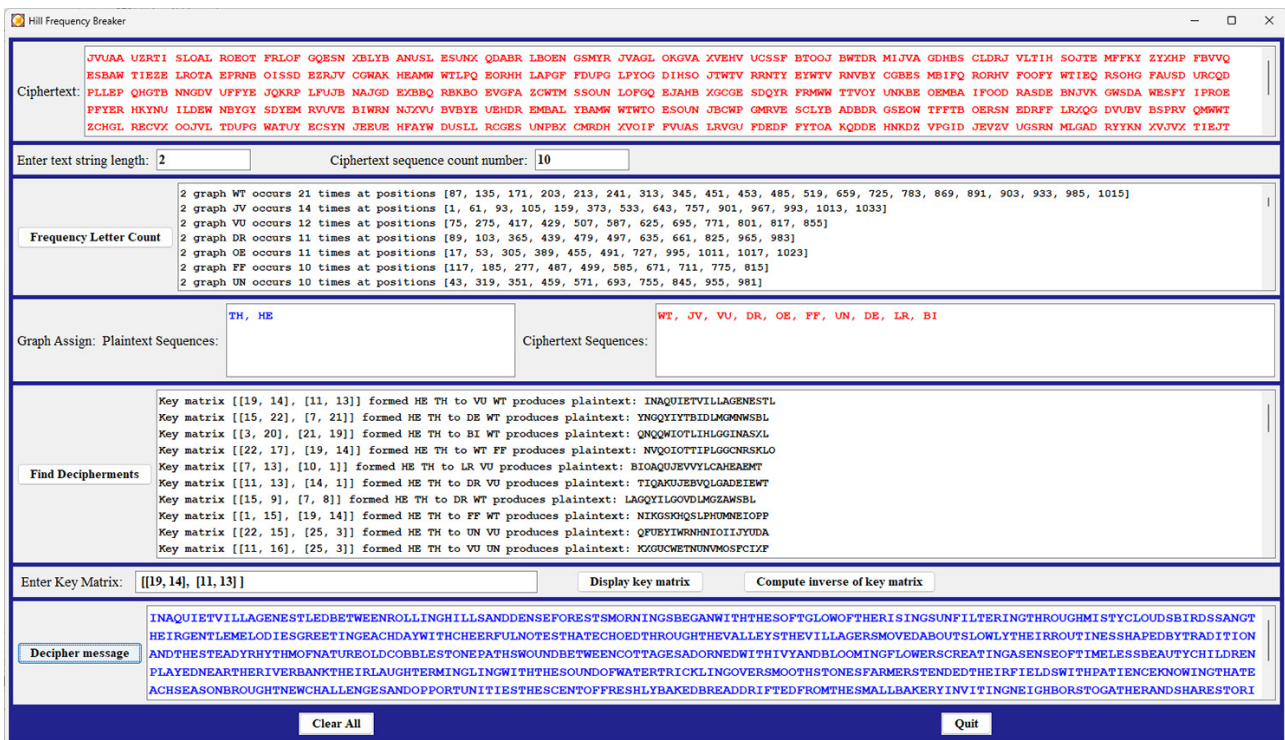 Hill Frequency Breaker
Ciphertext:
JVUAA UZRTI SLOAL ROEOT FRLOF GQESN XBLYB ANUSL ESUNX QDABR LBOEN GSMYR JVAGL OKGVA XVEHV UCSSF BTOOJ BWTDR MIJVA GDHBS CLDRJ VLTIH SOJTE MFFKY ZYXHP FBVVQ
ESBAW TIEZE LROTA EPRNB OISSD EZRJV CGWAK HEAMW WTLPQ EORHH LAPGF FDUPG LPYOG DIHSO JTWTV RRNTY EYWTV RNVBY CGBES MBIFQ RORHV FOOFY WTIEQ RSOHG FAUSD URCQD
PLLEP QHGTB NNGDV UFFYE JQKRP LFUJB NAJGD EXBBQ RBKBO EVGFA ZCWTM SSOUN LOFGQ EJAHB XGCGE SDQYR FRMWW TTVOY UNKBE OEMBA IFOOD RASDE BNJVK GWSDA WESFY IPROE
PFYER HKYNU ILDEW NBYGY SDYEM RVUVE BIWRN NJXVU BVBYE UEHDR EMBAL YBAMW WTWTO ESOUN JBCWP GMRVE SCLYB ADBDR GSEOW TFFTB OERSN EDRFF LRXQG DVUBV BSPRV QMWWT
ZCHGL RECVX OOJVL TDUPG WATUY ECSYN JEEUE HFAYW DUSLL RCGES UNPBX CMRDH XVOIF FVUAS LRVGU FDEDF FYTOA KQDDE HNKDZ VPGID JEVZV UGSRN MLGAD RYYKN XVJVX TIEJT
Enter text string length: 2 Ciphertext sequence count number: 10
Frequency Letter Count
2 graph WT occurs 21 times at positions [87, 135, 171, 203, 213, 241, 313, 345, 451, 453, 485, 519, 659, 725, 783, 869, 891, 903, 933, 985, 1015]
2 graph JV occurs 14 times at positions [1, 61, 93, 105, 159, 373, 533, 643, 757, 901, 967, 993, 1013, 1033]
2 graph VU occurs 12 times at positions [75, 275, 417, 429, 507, 587, 625, 695, 771, 801, 817, 855]
2 graph DR occurs 11 times at positions [89, 103, 365, 439, 479, 497, 635, 661, 825, 965, 983]
2 graph OE occurs 11 times at positions [17, 53, 305, 389, 455, 491, 727, 995, 1011, 1017, 1023]
2 graph FF occurs 10 times at positions [117, 185, 277, 487, 499, 585, 671, 711, 775, 815]
2 graph UN occurs 10 times at positions [43, 319, 351, 459, 571, 693, 755, 845, 955, 981]
Graph Assign: Plaintext Sequences: TH, HE
Ciphertext Sequences: WT, JV, VU, DR, OE, FF, UN, DE, LR, BI
Find Decipherments
Key matrix [[19, 14], [11, 13]] formed HE TH to VU WT produces plaintext: INAQUIETVILLAGENESTL
Key matrix [[15, 22], [7, 21]] formed HE TH to DE WT produces plaintext: YNGQYIYTBIDLMGMNWSBL
Key matrix [[3, 20], [21, 19]] formed HE TH to BI WT produces plaintext: QNQQWIOTLIHLGGINASXL
Key matrix [[22, 17], [19, 14]] formed HE TH to WT FF produces plaintext: NVQOIOTTIPLGGCNRSKLO
Key matrix [[7, 13], [10, 1]] formed HE TH to LR VU produces plaintext: BIOAQUJEVVYLCAHEAEMT
Key matrix [[11, 13], [14, 1]] formed HE TH to DR VU produces plaintext: TIQAKUJEBVQLGADEIEWT
Key matrix [[15, 9], [7, 8]] formed HE TH to DR WT produces plaintext: LAGQYILGOVDLMGZAWSBL
Key matrix [[1, 15], [19, 14]] formed HE TH to FF WT produces plaintext: NIKGSKHQSLPHUMNEIOPP
Key matrix [[22, 15], [25, 3]] formed HE TH to UN VU produces plaintext: QFUEYIWRNHNIOIIJYUDA
Key matrix [[11, 16], [25, 3]] formed HE TH to VU UN produces plaintext: KXGUCWETNUNVMOSFCIXF
Enter Key Matrix: [[19, 14], [11, 13] ] Display key matrix Compute inverse of key matrix
Decipher message
INAQUIETVILLAGENESTLEDBETWEENROLLINGHILLSANDDENSEFORESTSMORNINGSBEGANWITHTHESOFTGLOWOFTHERISINGSUNFILTERINGTHROUGHMISTYCLOUDSBIRDSSANGT
HEIRGENTLEMELODIESGREETINGEACHDAYWITHCHEERFULNOTESTHATECHOEDTHROUGHTHEVALLEYSTHEVILLAGERSMOVEDABOUTSLOWLYTHEIRROUTINESSHAPEDBYTRADITION
ANDTHESTEADYRHYTHMOFNATUREOLDCOBBLESTONEPATHSWOUNDBETWEENCOTTAGESADORNEDWITHIVYANDBLOOMINGFLOWERSCREATINGASENSEOFTIMELESSBEAUTYCHILDREN
PLAYEDNEARTHERIVERBANKTHEIRLAUGHTERMINGLINGWITHTHESOUNDOFWATERTRICKLINGOVERSMOOTHSTONESFARMERSTENDEDTHEIRFIELDSWITHPATIENCEKNOWINGTHATE
ACHSEASONBROUGHTNEWCHALLENGESANDOPPORTUNITIESTHESCENTOFFRESHLYBAKEDBREADDRIFTEDFROMTHESMALLBAKERYINVITINGNEIGHBORSTOGATHERANDSHARESTORI
Clear All Quit